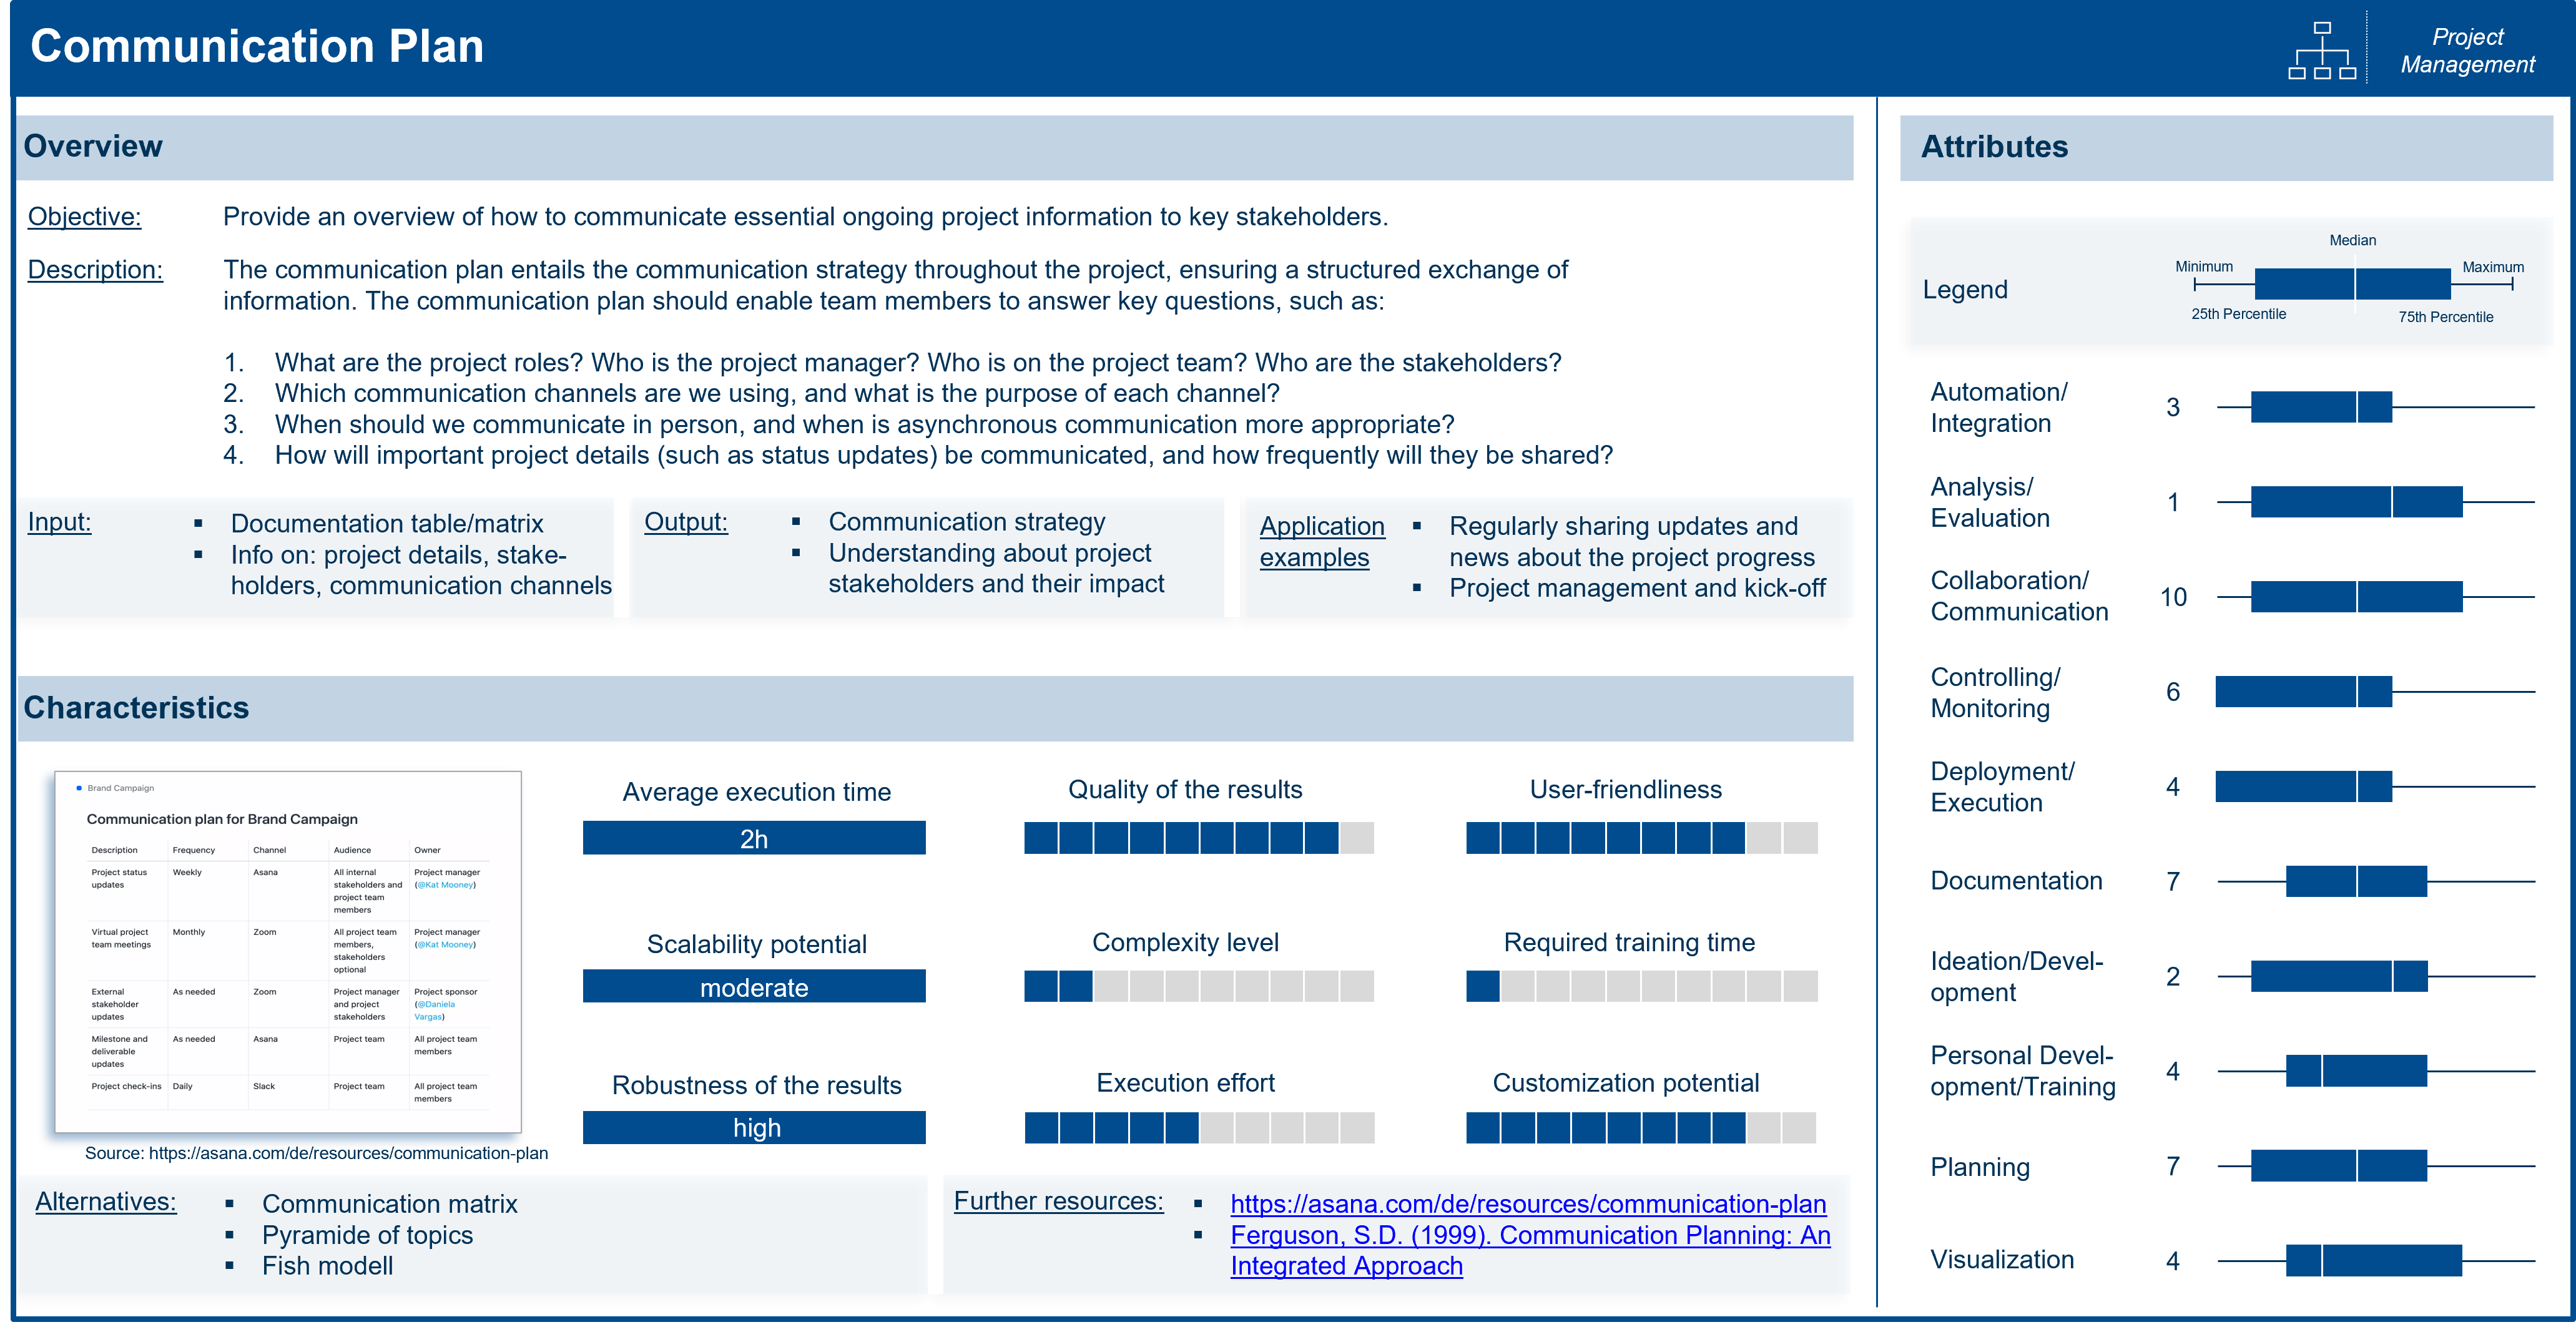 Communication Plan
Project
Management
Overview
Objective:
Provide an overview of how to communicate essential ongoing project information to key stakeholders.
Description:
The communication plan entails the communication strategy throughout the project, ensuring a structured exchange of
information. The communication plan should enable team members to answer key questions, such as:
1. What are the project roles? Who is the project manager? Who is on the project team? Who are the stakeholders?
2. Which communication channels are we using, and what is the purpose of each channel?
3. When should we communicate in person, and when is asynchronous communication more appropriate?
4. How will important project details (such as status updates) be communicated, and how frequently will they be shared?
Input:
▪ Documentation table/matrix
▪ Info on: project details, stake-
holders, communication channels
Output:
▪ Communication strategy
▪ Understanding about project
stakeholders and their impact
Application
examples
▪ Regularly sharing updates and
news about the project progress
▪ Project management and kick-off
Characteristics
Brand Campaign
Communication plan for Brand Campaign
Description Frequency Channel Audience Owner
Project status
updates
Weekly
Asana
All internal
stakeholders and
project team
members
Project manager
(@Kat Mooney)
Virtual project
team meetings
Monthly
Zoom
All project team
members,
stakeholders
optional
Project manager
(@Kat Mooney)
External
stakeholder
updates
As needed
Zoom
Project manager
and project
stakeholders
Project sponsor
(@Daniela
Vargas)
Milestone and
deliverable
updates
As needed
Asana
Project team
All project team
members
Project check-ins
Daily
Slack
Project team
All project team
members
Source: https://asana.com/de/resources/communication-plan
Average execution time
2h
Quality of the results
User-friendliness
Scalability potential
moderate
Complexity level
Required training time
Robustness of the results
high
Execution effort
Customization potential
Alternatives:
▪ Communication matrix
▪ Pyramide of topics
▪ Fish modell
Further resources:
▪ https://asana.com/de/resources/communication-plan
▪ Ferguson, S.D. (1999). Communication Planning: An
Integrated Approach
Attributes
Legend
Median
Minimum
Maximum
25th Percentile
75th Percentile
Automation/
Integration
3
Analysis/
Evaluation
1
Collaboration/
Communication
10
Controlling/
Monitoring
6
Deployment/
Execution
4
Documentation
7
Ideation/Devel-
opment
2
Personal Devel-
opment/Training
4
Planning
7
Visualization
4